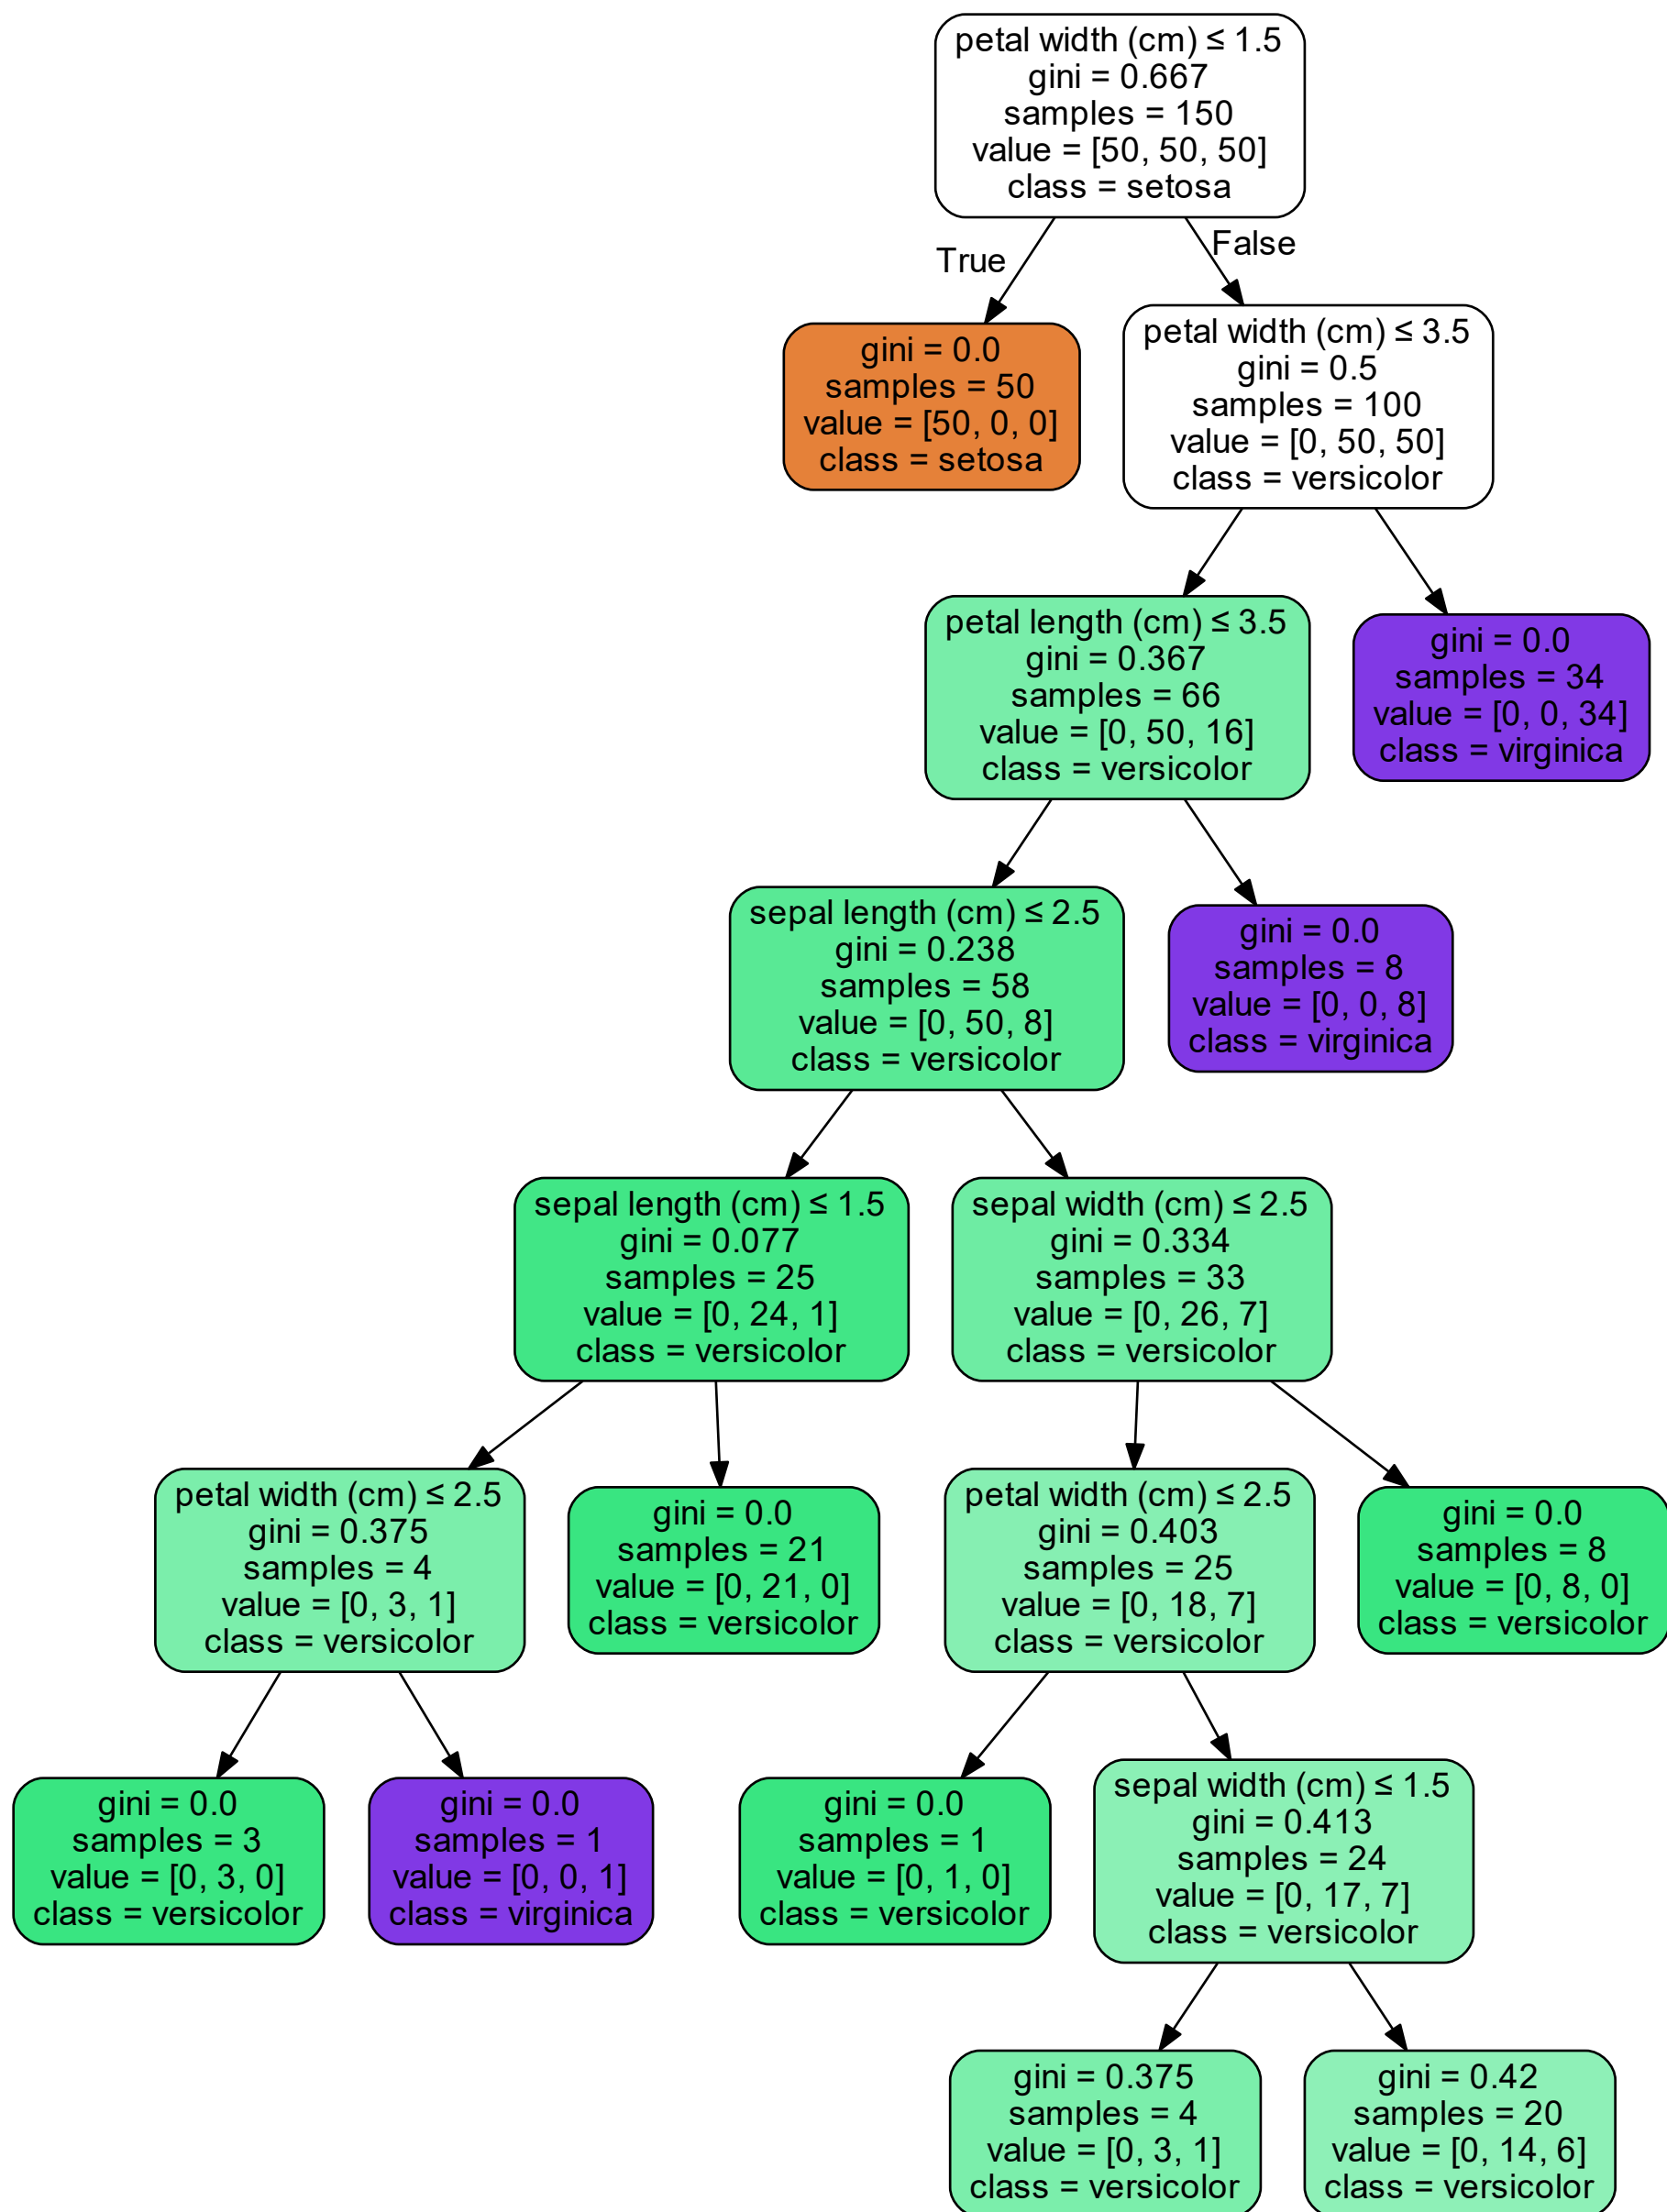 petal width (cm) ≤ 1.5
gini = 0.667
samples = 150
value = [50, 50, 50]
class = setosa
True
False
gini = 0.0
samples = 50
value = [50, 0, 0]
class = setosa
petal width (cm) ≤ 3.5
gini = 0.5
samples = 100
value = [0, 50, 50]
class = versicolor
petal length (cm) ≤ 3.5
gini = 0.367
samples = 66
value = [0, 50, 16]
class = versicolor
gini = 0.0
samples = 34
value = [0, 0, 34]
class = virginica
sepal length (cm) ≤ 2.5
gini = 0.238
samples = 58
value = [0, 50, 8]
class = versicolor
gini = 0.0
samples = 8
value = [0, 0, 8]
class = virginica
sepal length (cm) ≤ 1.5
gini = 0.077
samples = 25
value = [0, 24, 1]
class = versicolor
sepal width (cm) ≤ 2.5
gini = 0.334
samples = 33
value = [0, 26, 7]
class = versicolor
petal width (cm) ≤ 2.5
gini = 0.375
samples = 4
value = [0, 3, 1]
class = versicolor
gini = 0.0
samples = 21
value = [0, 21, 0]
class = versicolor
petal width (cm) ≤ 2.5
gini = 0.403
samples = 25
value = [0, 18, 7]
class = versicolor
gini = 0.0
samples = 8
value = [0, 8, 0]
class = versicolor
gini = 0.0
samples = 3
value = [0, 3, 0]
class = versicolor
gini = 0.0
samples = 1
value = [0, 0, 1]
class = virginica
gini = 0.0
samples = 1
value = [0, 1, 0]
class = versicolor
sepal width (cm) ≤ 1.5
gini = 0.413
samples = 24
value = [0, 17, 7]
class = versicolor
gini = 0.375
samples = 4
value = [0, 3, 1]
class = versicolor
gini = 0.42
samples = 20
value = [0, 14, 6]
class = versicolor